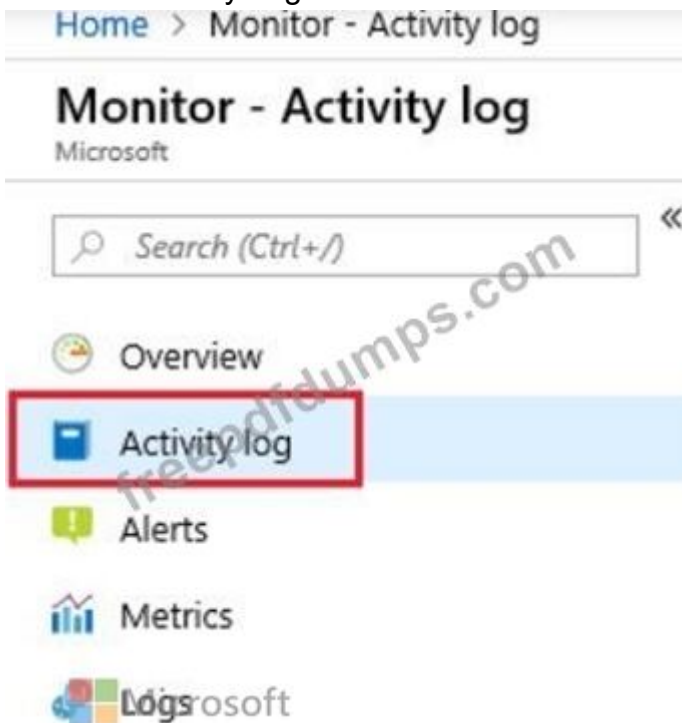 Home > Monitor - Activity log
Monitor - Activity log
Microsoft
Search (Ctrl+/)
«
Overview
Activity log
Alerts
Metrics
Logs
Microsoft
freepdfdumps.com